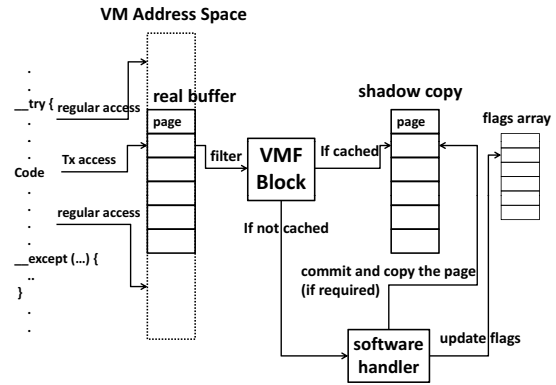 VM Address Space
.
.
__try {
regular access
real buffer
shadow copy
flags array
page
page
.
.
Tx access
filter
VMF
Block
If cached
Code
.
.
regular access
If not cached
.
.
__except (…) {
..
}
.
.
commit and copy the page
(if required)
software
handler
update flags